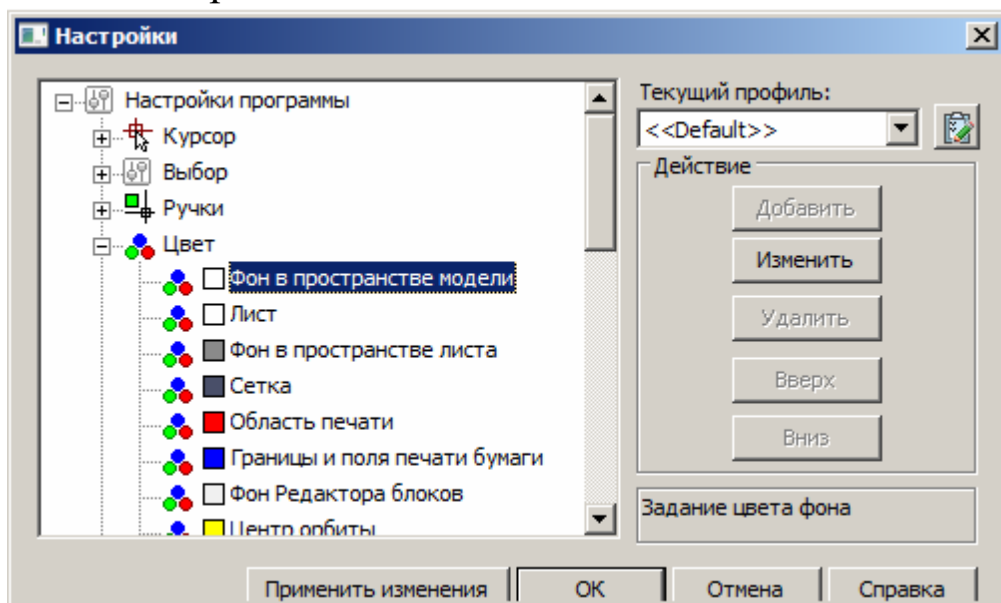 Настройки
Настройки программы
Курсор
Выбор
Ручки
Цвет
Фон в пространстве модели
Лист
Фон в пространстве листа
Сетка
Область печати
Границы и поля печати бумаги
Фон Редактора блоков
Центр орбиты
Текущий профиль:
<<Default>>
Действие
Добавить
Изменить
Удалить
Вверх
Вниз
Задание цвета фона
Применить изменения
ОК
Отмена
Справка